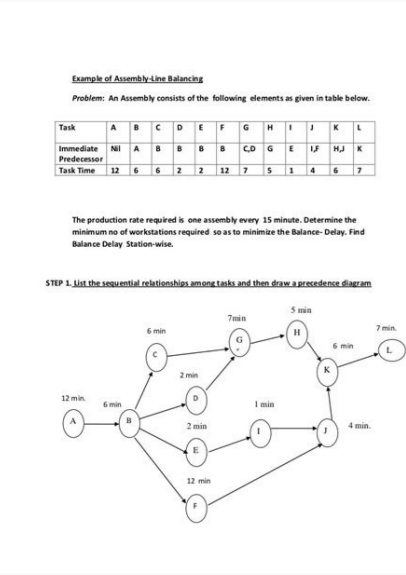 Example of Assembly-Line Balancing
Problem: An Assembly consists of the following elements as given in table below.
Task A B C D E F G H I J K L
Immediate Predecessor Nil A B B B B C,D G E I,F H,J K
Task Time 12 6 6 2 2 12 7 5 1 4 6 7
The production rate required is one assembly every 15 minute. Determine the
minimum no of workstations required so as to minimize the Balance- Delay. Find
Balance Delay Station-wise.
STEP 1. List the sequential relationships among tasks and then draw a precedence diagram
5 min
7min
H
7 min.
6 min
G
6 min
L
C
K
2 min
12 min.
6 min
D
1 min
A
B
2 min
I
J
4 min.
E
12 min
F